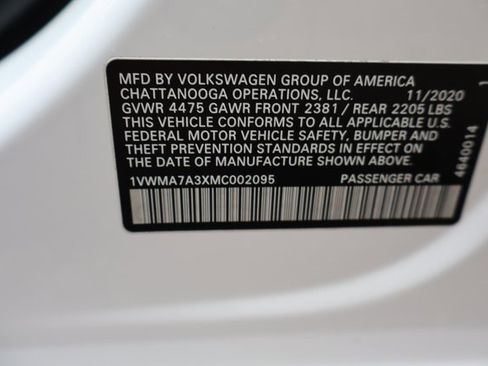 MFD BY VOLKSWAGEN GROUP OF AMERICA
CHATTANOOGA OPERATIONS, LLC. 11/2020
GVWR 4475 GAWR FRONT 2381 / REAR 2205 LBS
THIS VEHICLE CONFORMS TO ALL APPLICABLE U.S.
FEDERAL MOTOR VEHICLE SAFETY, BUMPER AND
THEFT PREVENTION STANDARDS IN EFFECT ON
THE DATE OF MANUFACTURE SHOWN ABOVE.
1VWMA7A3XMC002095 PASSENGER CAR
4640014
1